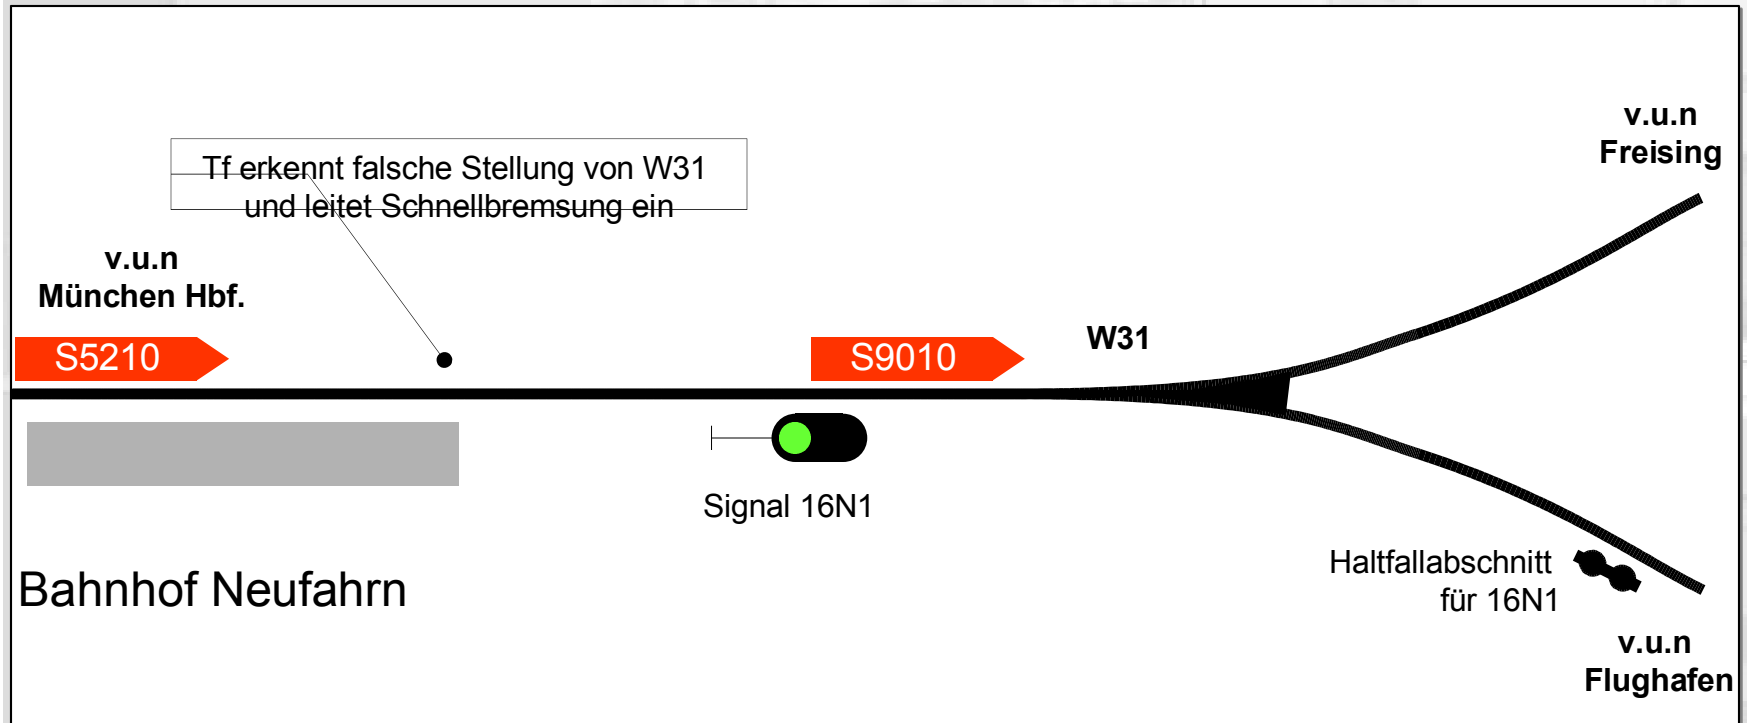 v.u.n
Freising
Tf erkennt falsche Stellung von W31
und leitet Schnellbremsung ein
v.u.n
München Hbf.
S5210
S9010
W31
Signal 16N1
Bahnhof Neufahrn
Haltfallabschnitt
für 16N1
v.u.n
Flughafen